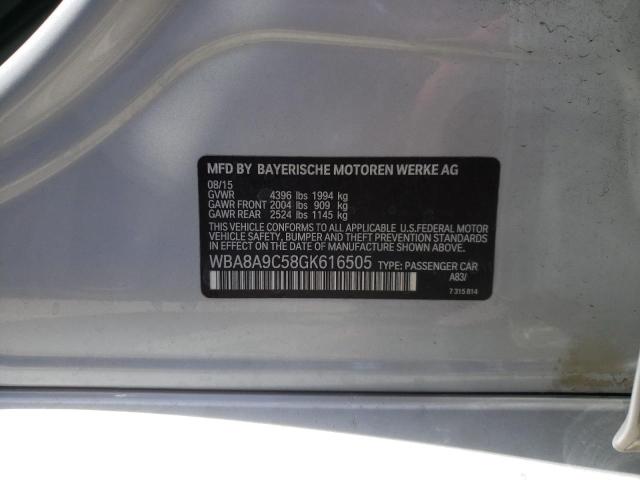 MFD BY BAYERISCHE MOTOREN WERKE AG
08/15
GVWR 4396 lbs 1994 kg
GAWR FRONT 2004 lbs 909 kg
GAWR REAR 2524 lbs 1145 kg
THIS VEHICLE CONFORMS TO ALL APPLICABLE U.S.FEDERAL MOTOR
VEHICLE SAFETY, BUMPER AND THEFT PREVENTION STANDARDS
IN EFFECT ON THE DATE OF MANUFACTURE SHOWN ABOVE.
WBA8A9C58GK616505 TYPE: PASSENGER CAR
A83/
7 315 814